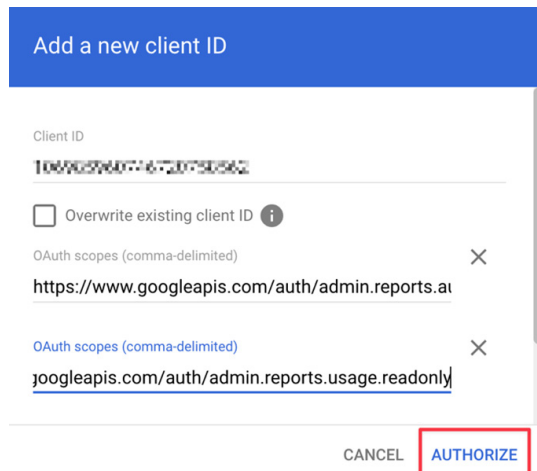 Add a new client ID
Client ID
Overwrite existing client ID
OAuth scopes (comma-delimited)
https://www.googleapis.com/auth/admin.reports.au
OAuth scopes (comma-delimited)
googleapis.com/auth/admin.reports.usage.readonly
CANCEL AUTHORIZE